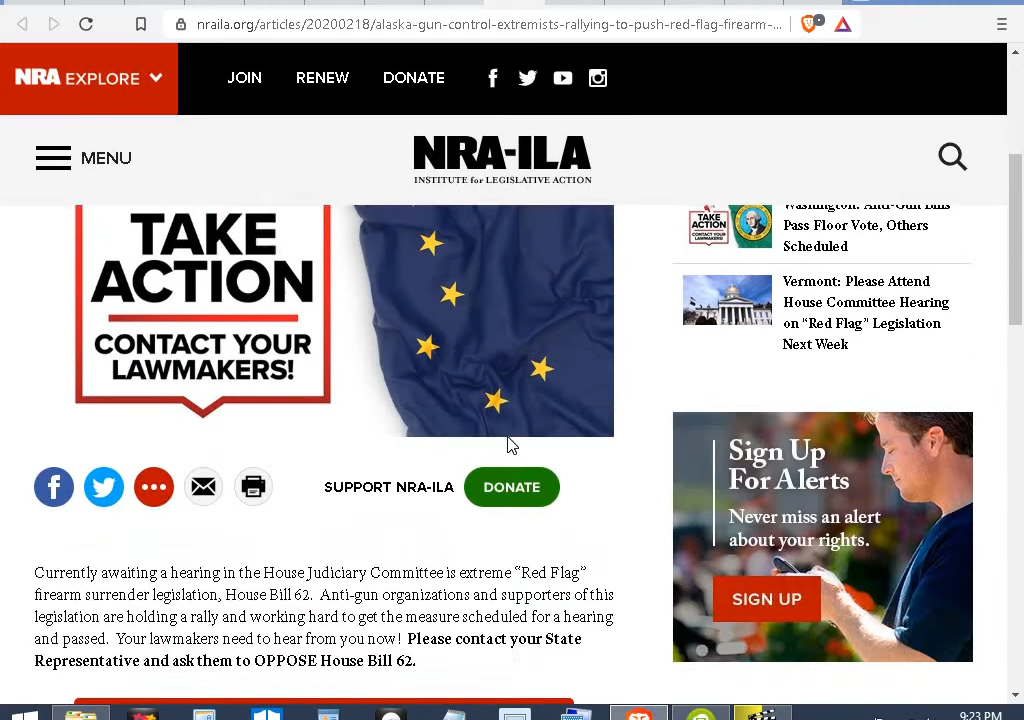 nraila.org/articles/20200218/alaska-gun-control-extremists-rallying-to-push-red-flag-firearm-...
NRA EXPLORE
JOIN
RENEW
DONATE
MENU
NRA-ILA
INSTITUTE for LEGISLATIVE ACTION
TAKE
ACTION
CONTACT YOUR
LAWMAKERS!
TAKE
ACTION
CONTACT YOUR
LAWMAKERS!
Washington: Anti-Gun Bills
Pass Floor Vote, Others
Scheduled
Vermont: Please Attend
House Committee Hearing
on “Red Flag” Legislation
Next Week
Sign Up
For Alerts
Never miss an alert
about your rights.
SIGN UP
SUPPORT NRA-ILA
DONATE
Currently awaiting a hearing in the House Judiciary Committee is extreme “Red Flag”
firearm surrender legislation, House Bill 62. Anti-gun organizations and supporters of this
legislation are holding a rally and working hard to get the measure scheduled for a hearing
and passed. Your lawmakers need to hear from you now! Please contact your State
Representative and ask them to OPPOSE House Bill 62.
9:23 PM